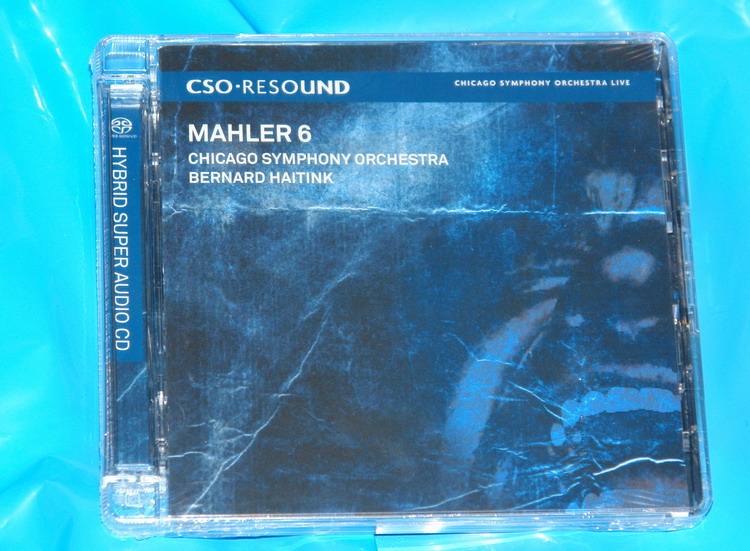 CSO·RESOUND
CHICAGO SYMPHONY ORCHESTRA LIVE
MAHLER 6
CHICAGO SYMPHONY ORCHESTRA
BERNARD HAITINK
HYBRID SUPER AUDIO CD